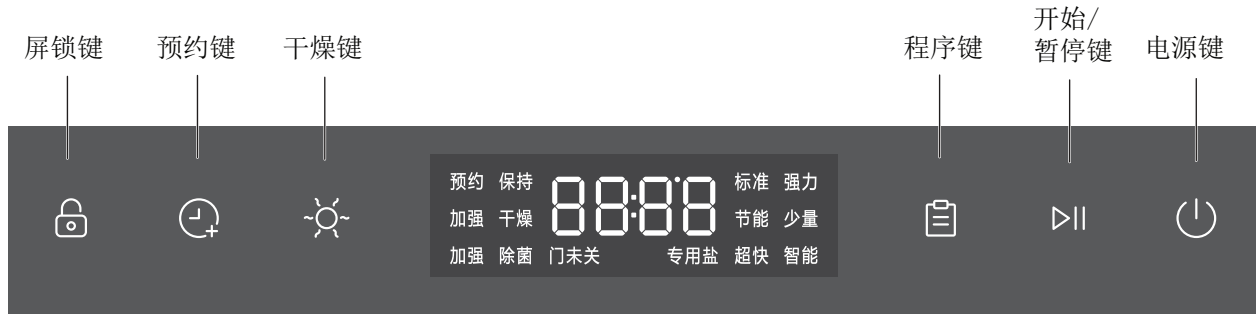 屏锁键
预约键
干燥键
程序键
开始/
暂停键
电源键
预约 保持 88:88 标准 强力
加强 干燥 节能 少量
加强 除菌 门未关 专用盐 超快 智能